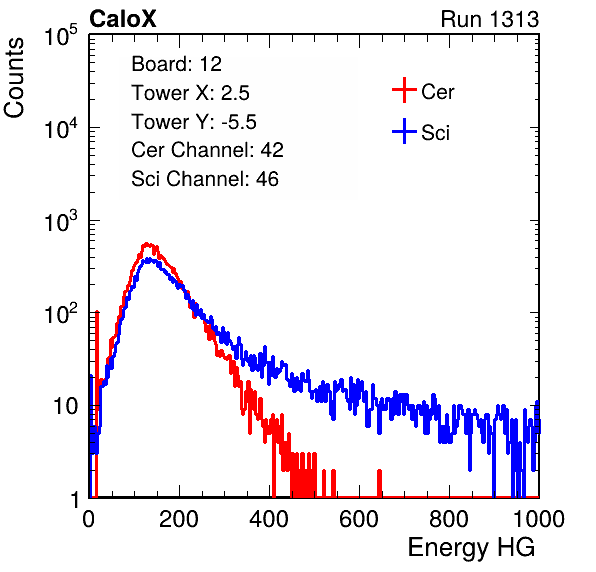 CaloX Run 1313
Counts
Board: 12
Tower X: 2.5
Tower Y: -5.5
Cer Channel: 42
Sci Channel: 46
Cer
Sci
10^5
10^4
10^3
10^2
10
1
0 200 400 600 800 1000
Energy HG